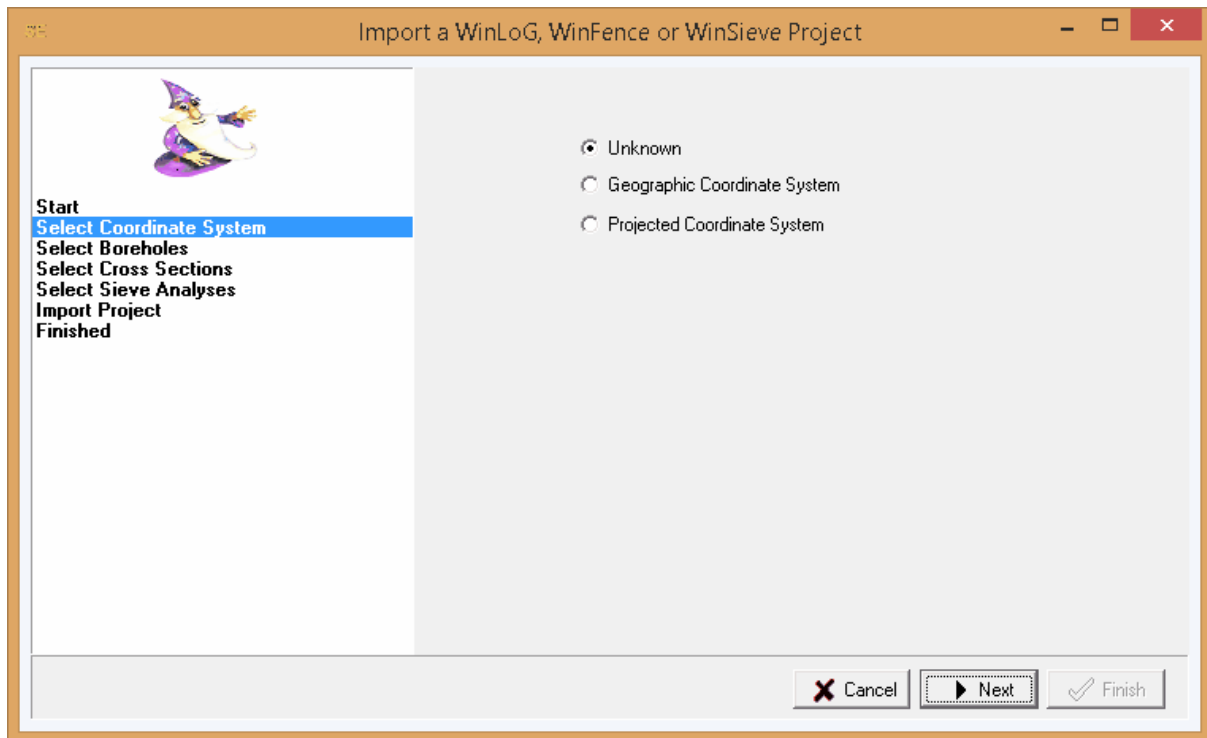 Import a WinLoG, WinFence or WinSieve Project
Start
Select Coordinate System
Select Boreholes
Select Cross Sections
Select Sieve Analyses
Import Project
Finished
Unknown
Geographic Coordinate System
Projected Coordinate System
Cancel
Next
Finish